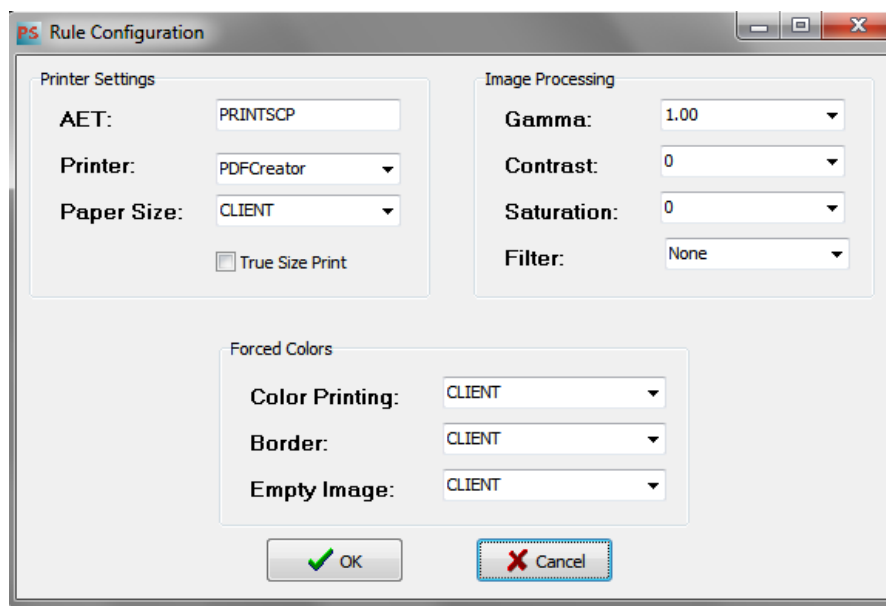 PS Rule Configuration
Printer Settings
AET: PRINTSCP
Printer: PDFCreator
Paper Size: CLIENT
True Size Print
Image Processing
Gamma: 1.00
Contrast: 0
Saturation: 0
Filter: None
Forced Colors
Color Printing: CLIENT
Border: CLIENT
Empty Image: CLIENT
OK Cancel